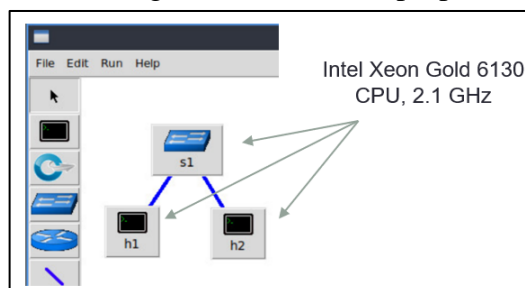 File Edit Run Help
Intel Xeon Gold 6130
CPU, 2.1 GHz
s1
h1
h2